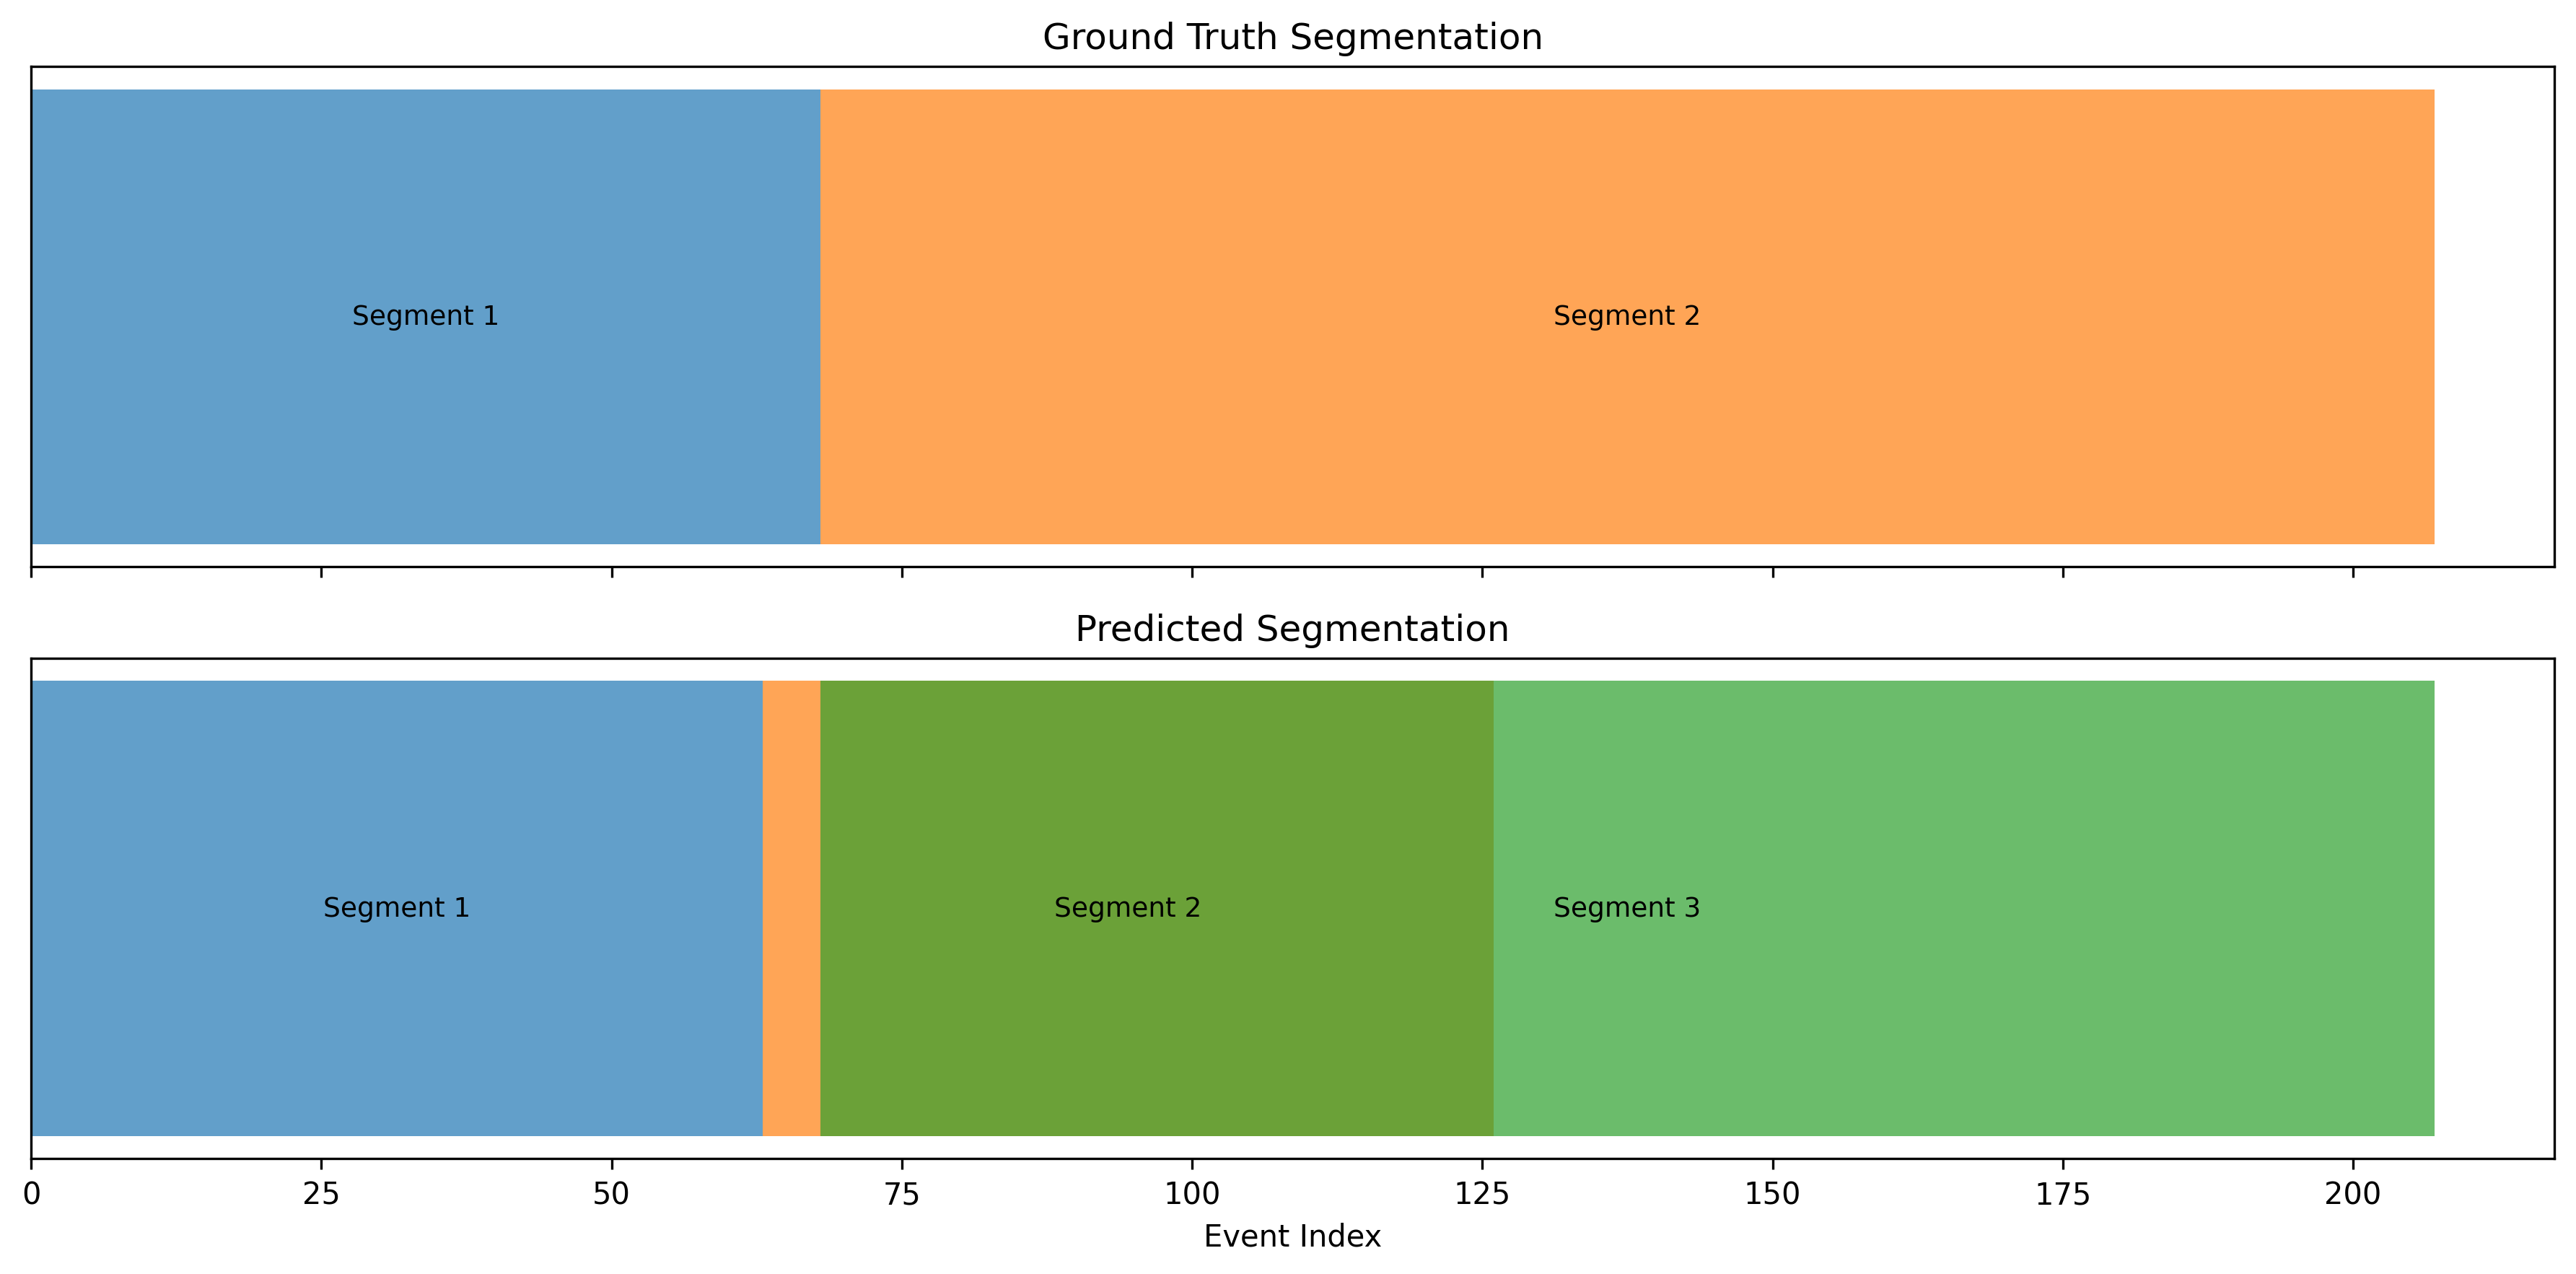 Ground Truth Segmentation
Segment 1 Segment 2
Predicted Segmentation
Segment 1 Segment 2 Segment 3
0 25 50 75 100 125 150 175 200
Event Index